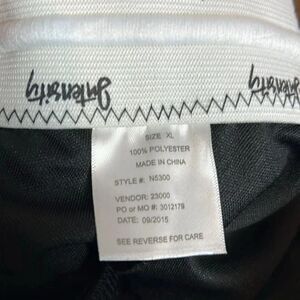 intensity
intensity
SIZE: XL
100% POLYESTER
MADE IN CHINA
STYLE #: N5300
VENDOR: 23000
PO or MO #: 3012179
DATE: 09/2015
SEE REVERSE FOR CARE